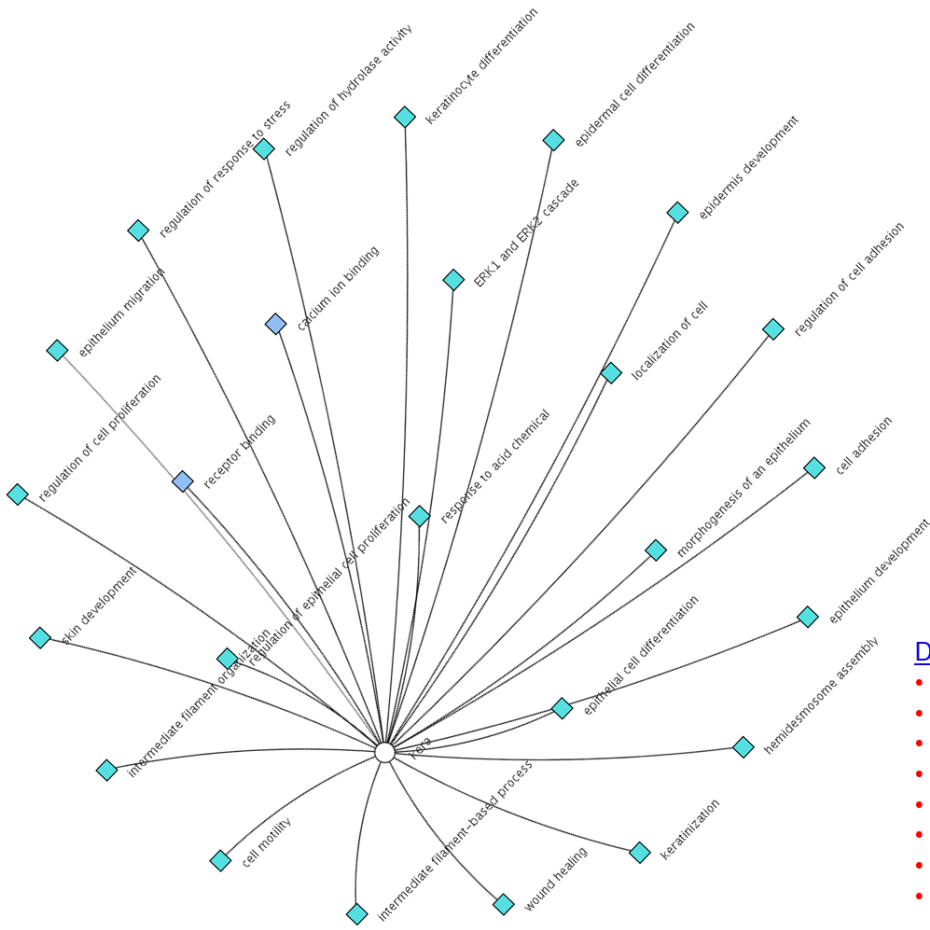 keratinocyte differentiation
epidermal cell differentiation
regulation of hydrolase activity
regulation of response to stress
epidermis development
ERK1 and ERK2 cascade
regulation of cell adhesion
calcium ion binding
epithelium migration
localization of cell
regulation of cell proliferation
receptor binding
response to acid chemical
morphogenesis of an epithelium
cell adhesion
regulation of epithelial cell proliferation
epithelium development
skin development
intermediate filament organization
epithelial cell differentiation
D
hemidesmosome assembly
cell motility
intermediate filament-based process
wound healing
keratinization